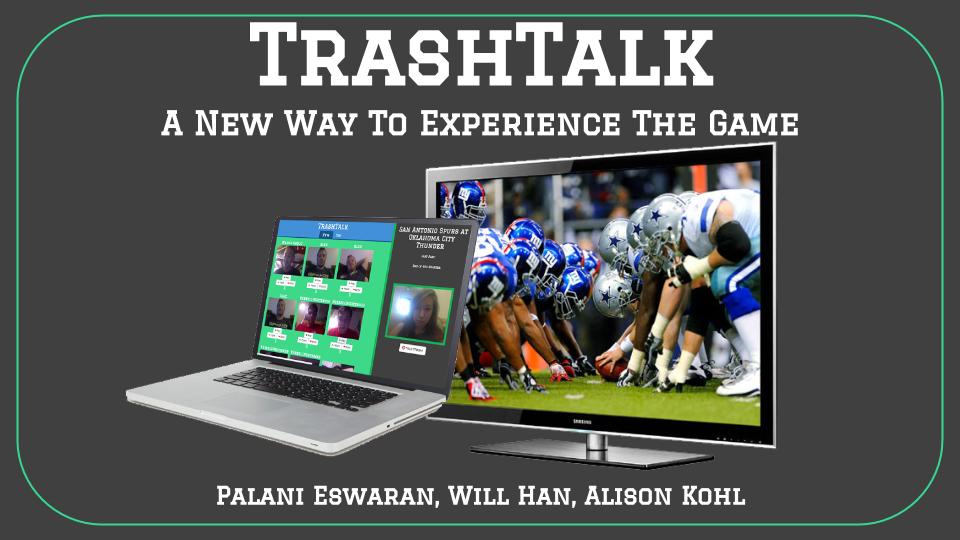 TrashTalk
A New Way To Experience The Game
TrashTalk
San Antonio Spurs at
Oklahoma City
Thunder
SAMSUNG
Palani Eswaran, Will Han, Alison Kohl